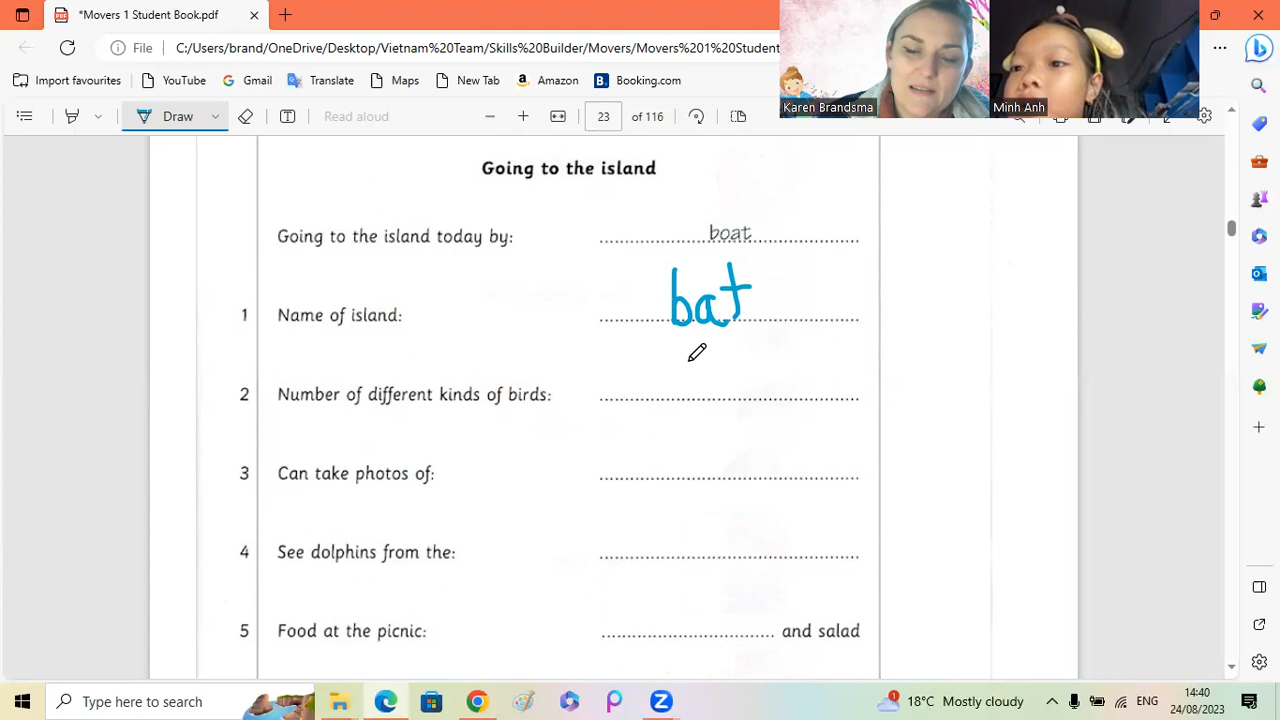 *Movers 1 Student Book.pdf
File C:/Users/brand/OneDrive/Desktop/Vietnam%20Team/Skills%20Builder/Movers/Movers%201%20Student
Import favourites YouTube Gmail Translate Maps New Tab Amazon Booking.com
Draw Read aloud 23 of 116
Karen Brandsma Minh Anh
Going to the island
Going to the island today by: boat
1 Name of island: bat
2 Number of different kinds of birds:
3 Can take photos of:
4 See dolphins from the:
5 Food at the picnic: and salad
Type here to search 1 18°C Mostly cloudy ENG 14:40
24/08/2023